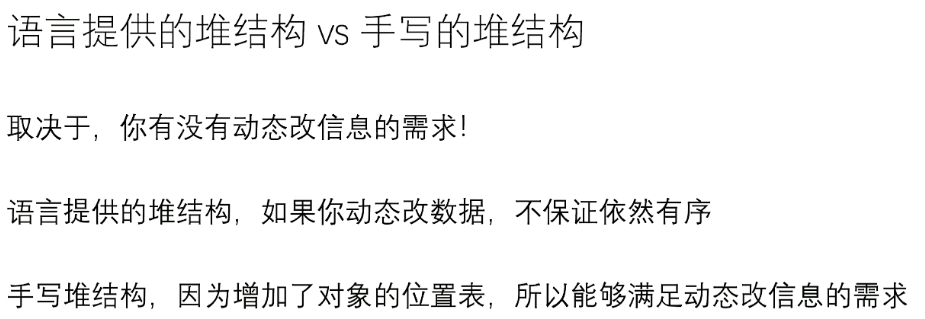 语言提供的堆结构 vs 手写的堆结构
取决于，你有没有动态改信息的需求！
语言提供的堆结构，如果你动态改数据，不保证依然有序
手写堆结构，因为增加了对象的位置表，所以能够满足动态改信息的需求